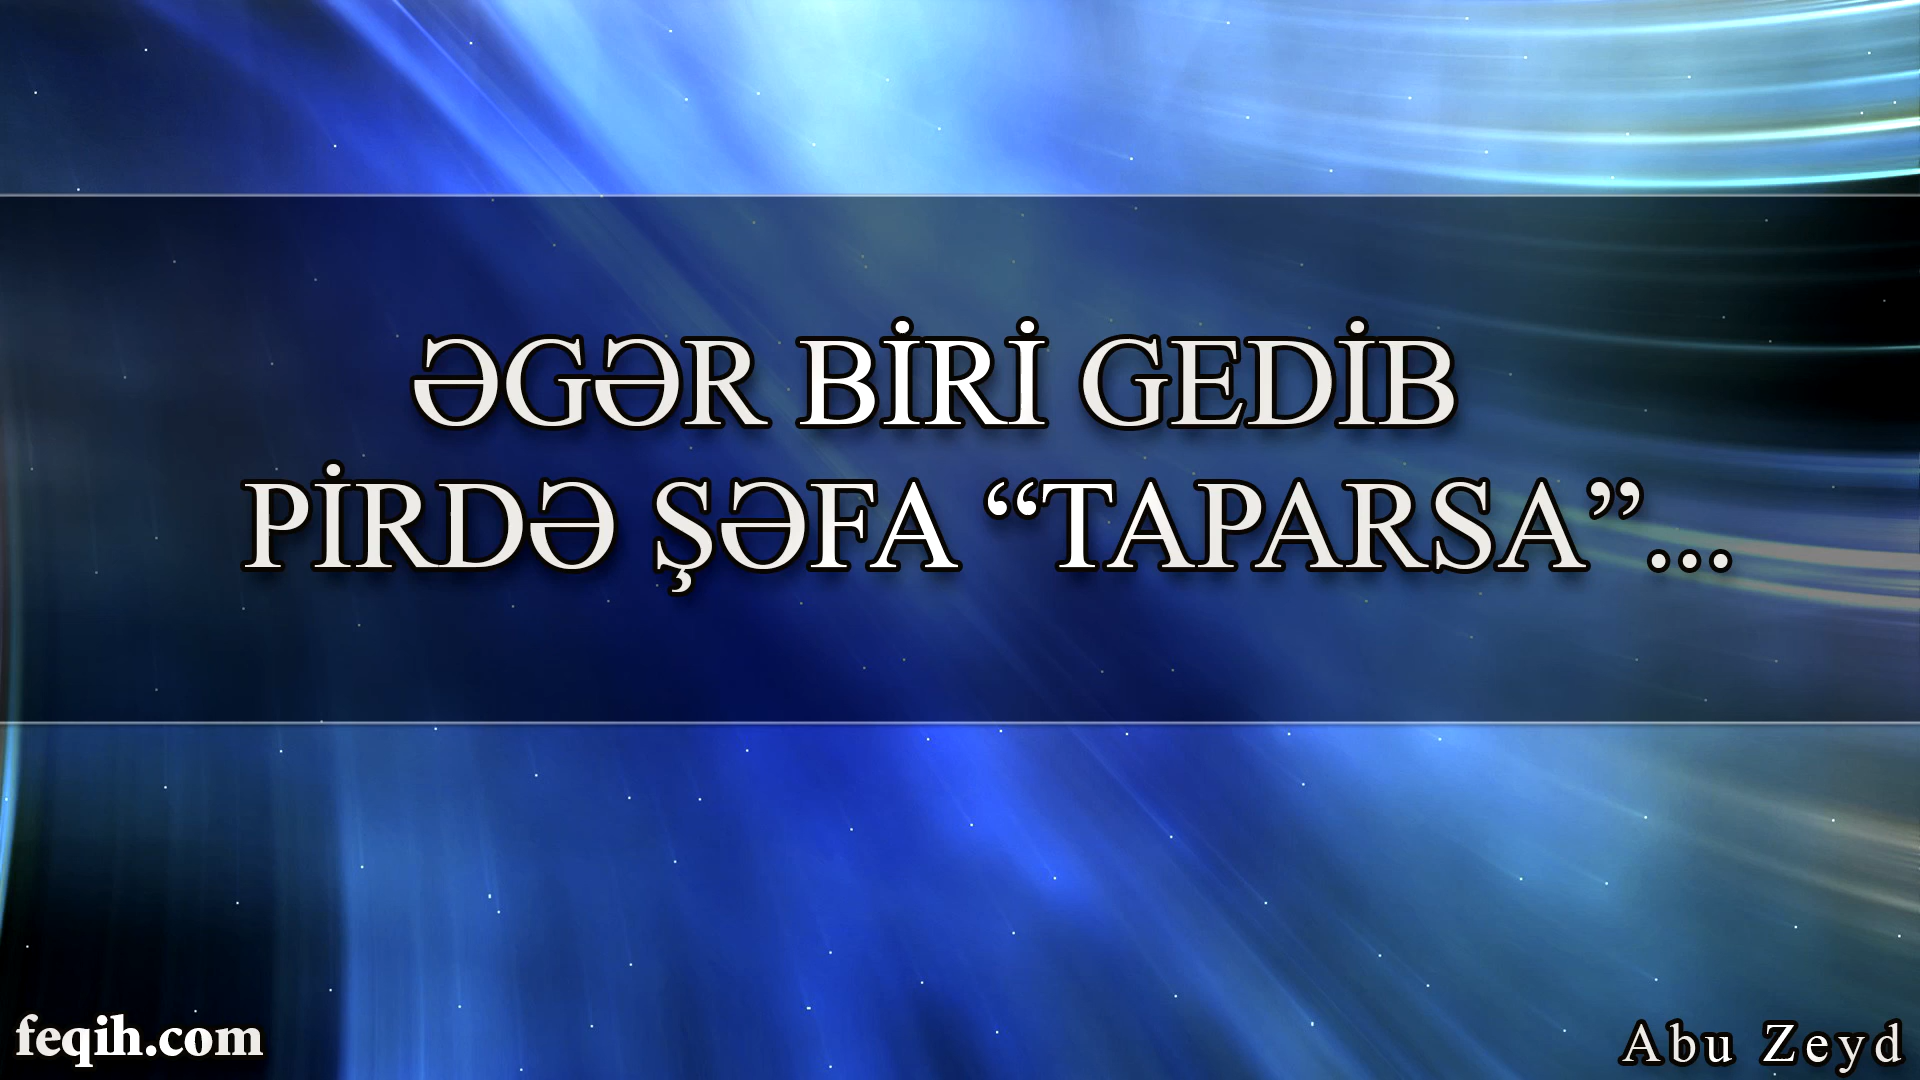 ƏGƏR BİRİ GEDİB
PİRDƏ ŞƏFA “TAPARSA”...
feqih.com
Abu Zeyd